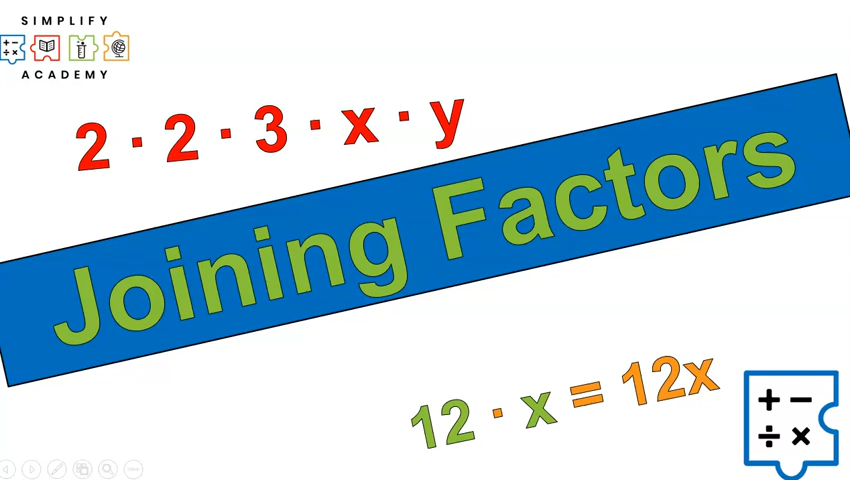 SIMPLIFY
ACADEMY
2 · 2 · 3 · x · y
Joining Factors
12 · x = 12x
+ −
÷ ×